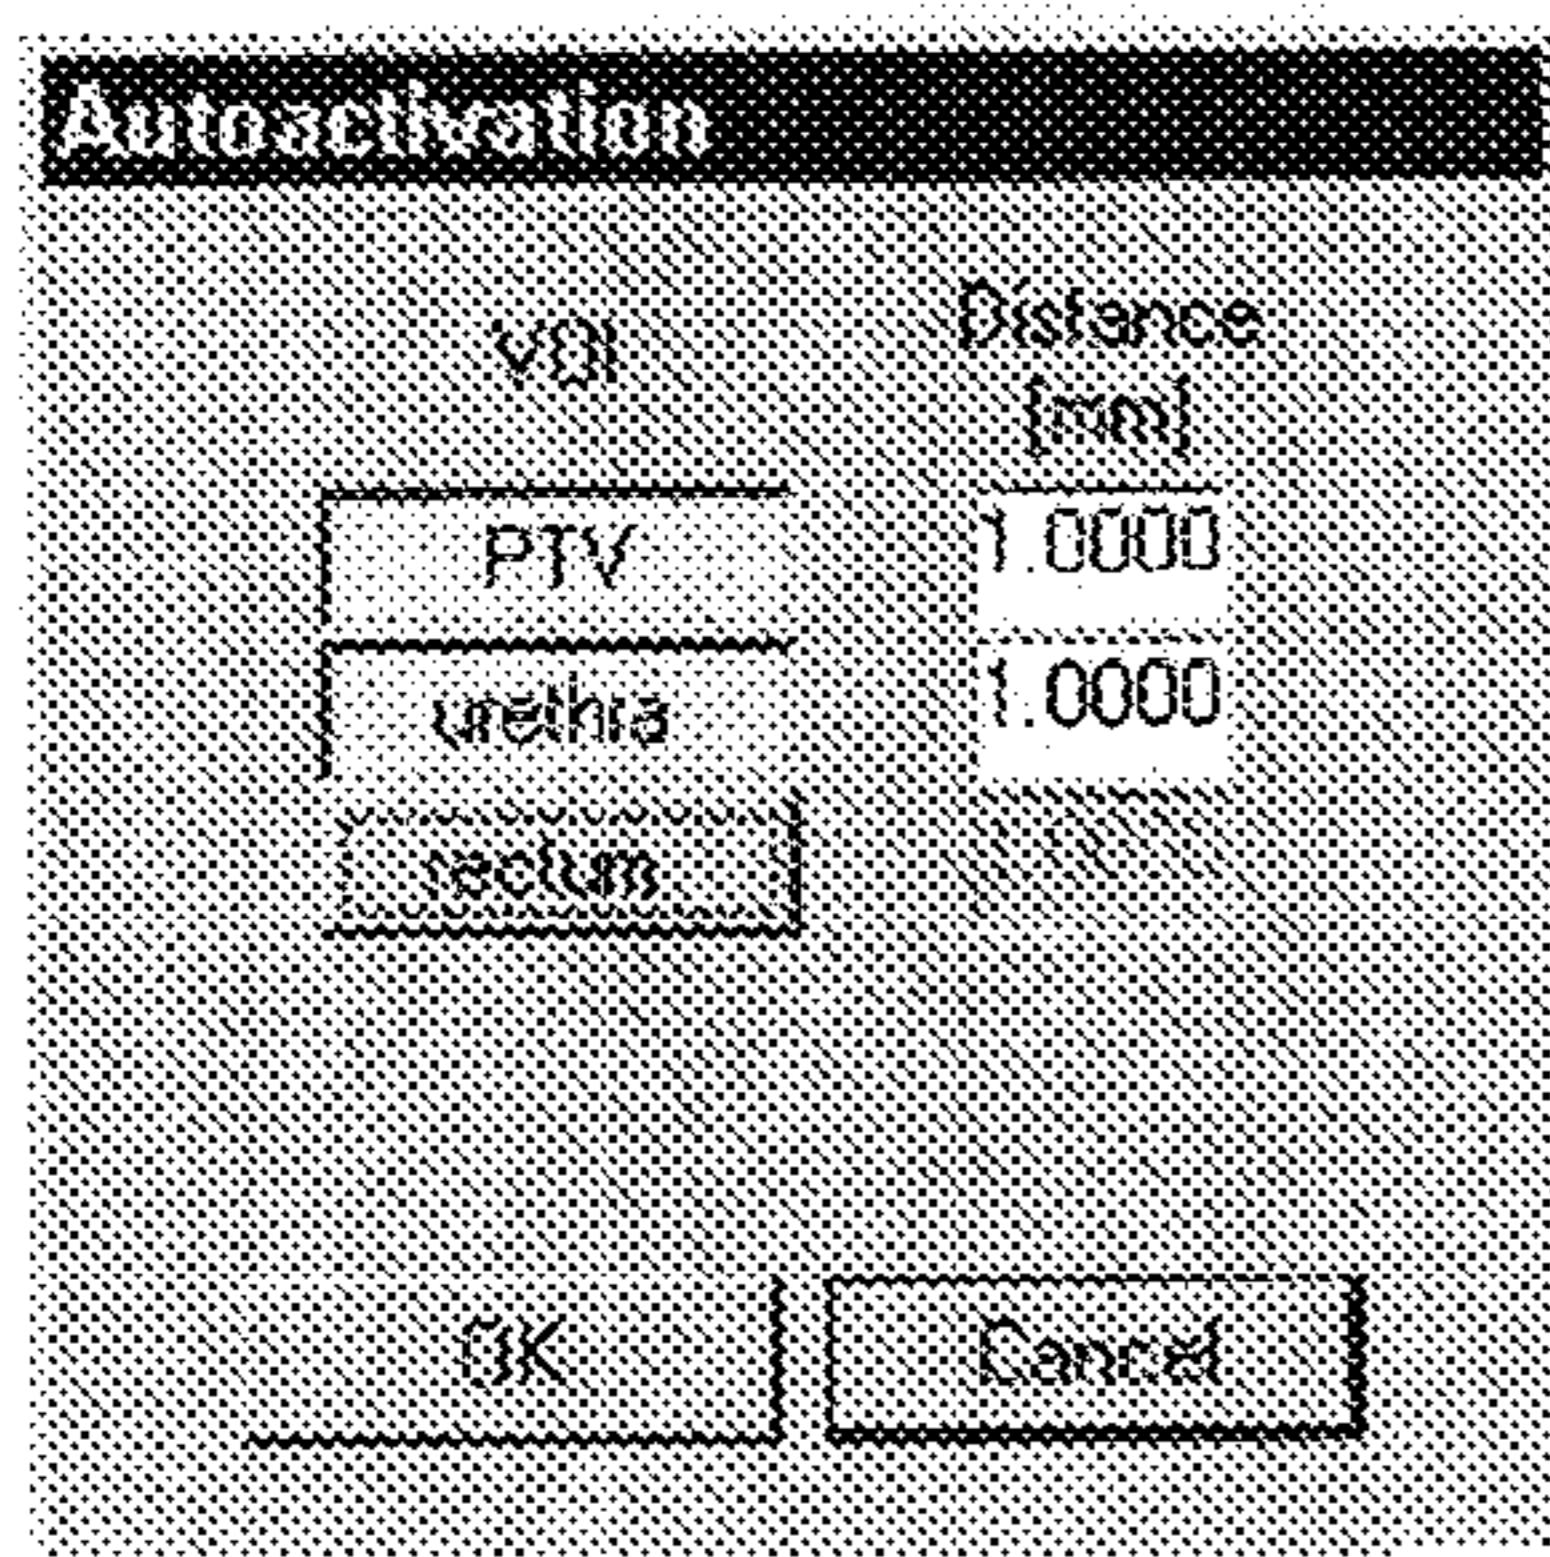 Autoactivation
VOI
Distance
[mm]
PTV
1.0000
urethra
1.0000
rectum
OK
Cancel